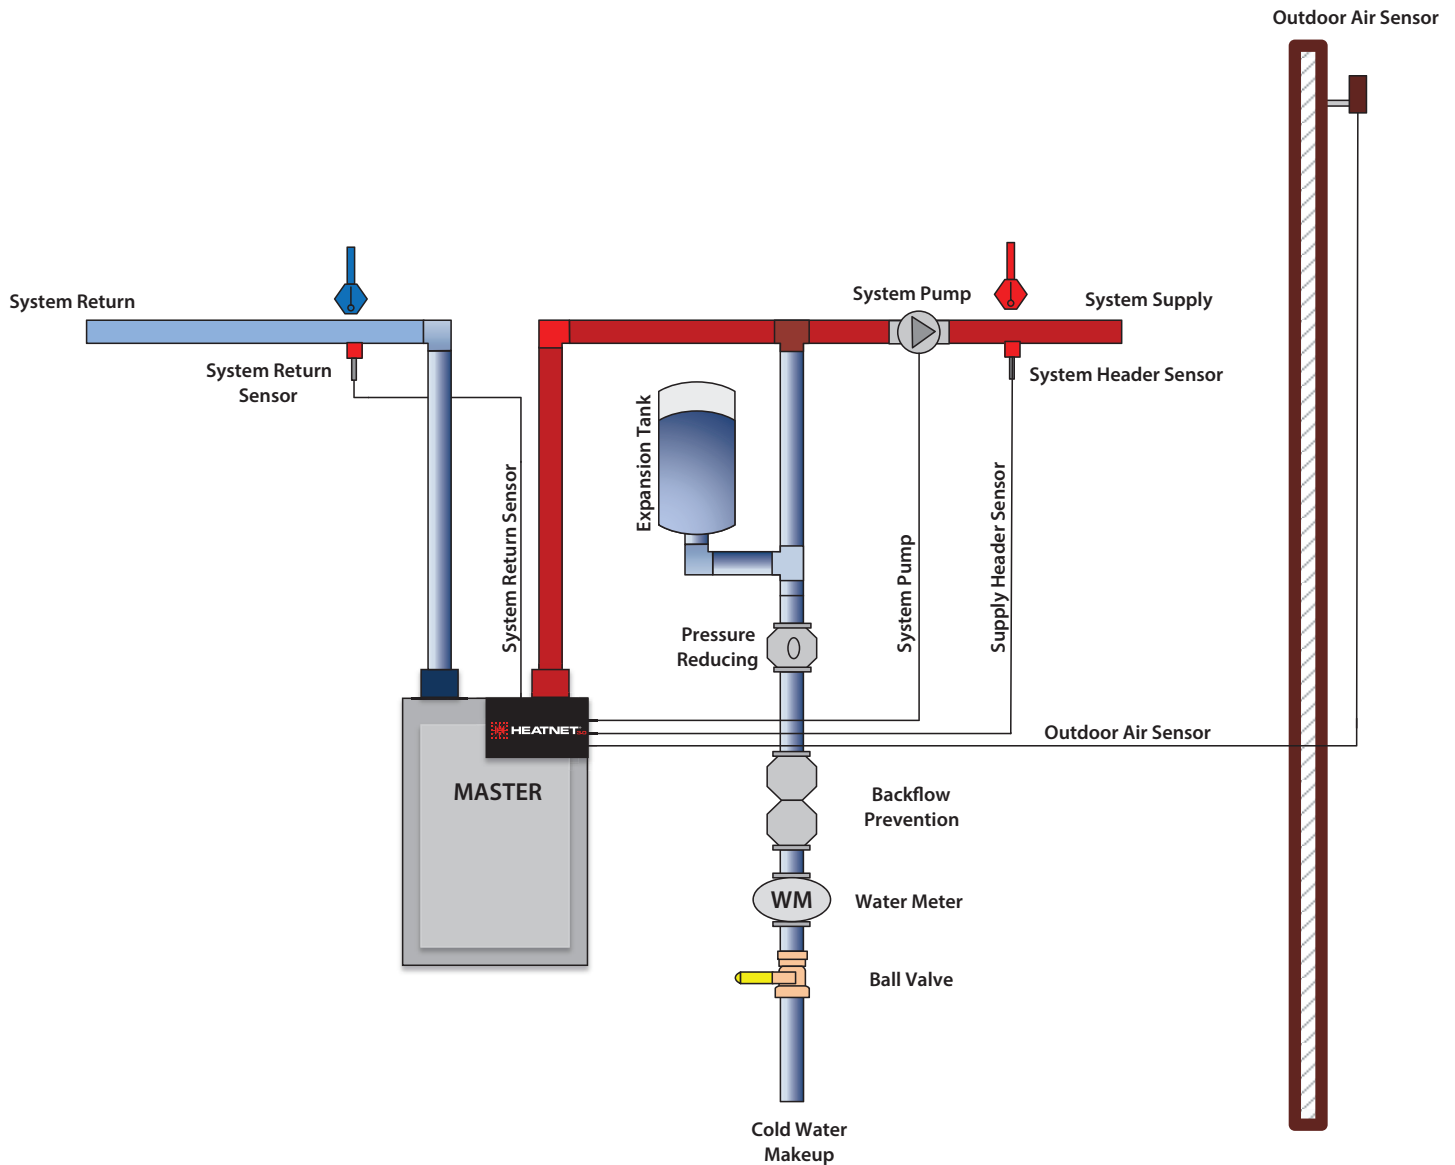 Outdoor Air Sensor
System Return
System Pump
System Supply
System Return
Sensor
System Header Sensor
Expansion Tank
System Return Sensor
System Pump
Supply Header Sensor
Pressure
Reducing
HEATNET 3.0
Outdoor Air Sensor
MASTER
Backflow
Prevention
WM
Water Meter
Ball Valve
Cold Water
Makeup